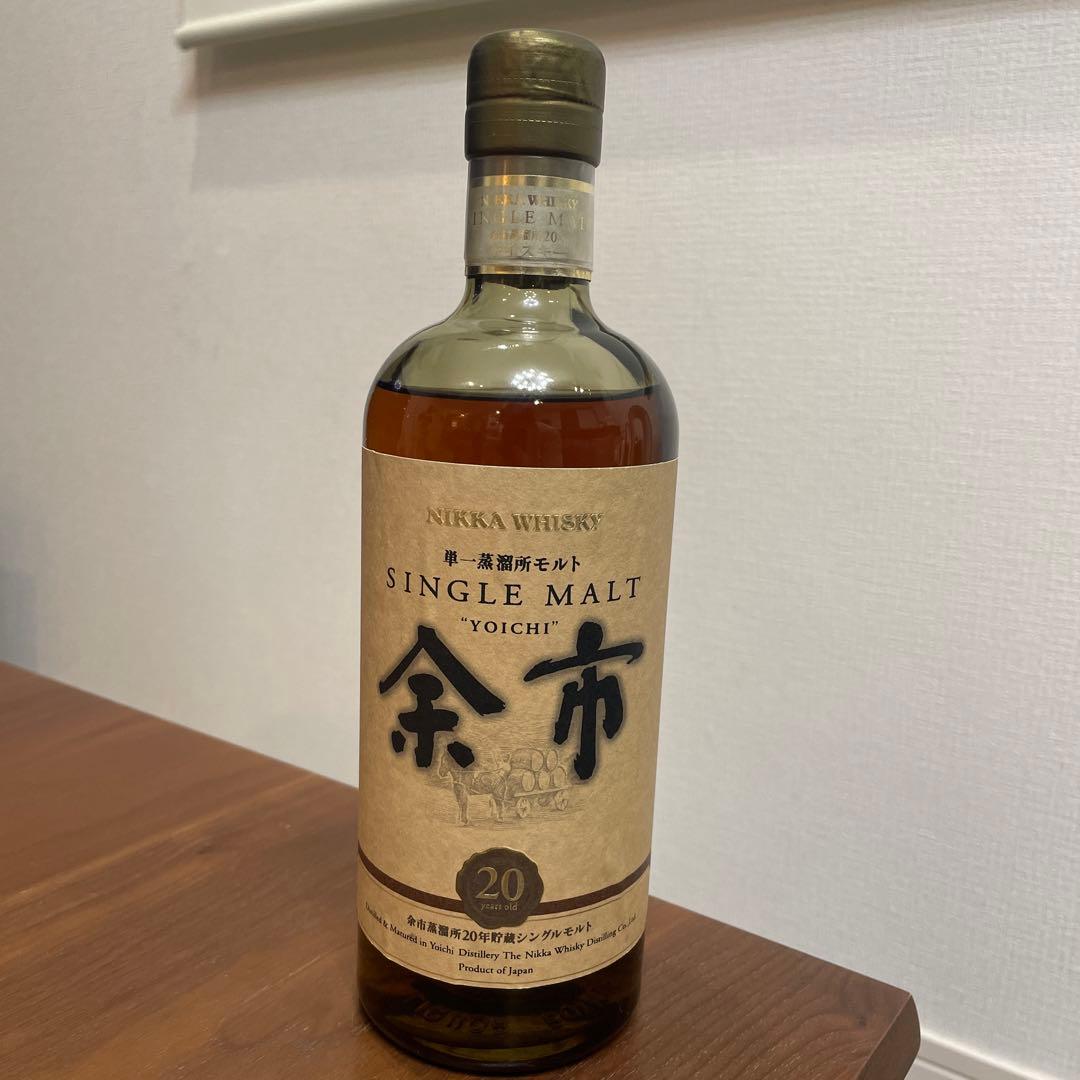 NIKKA WHISKY
単一蒸溜所モルト
SINGLE MALT
“YOICHI”
余市
20
years old
余市蒸溜所20年貯蔵シングルモルト
Distilled & Matured in Yoichi Distillery The Nikka Whisky Distilling Co., Ltd.
Product of Japan